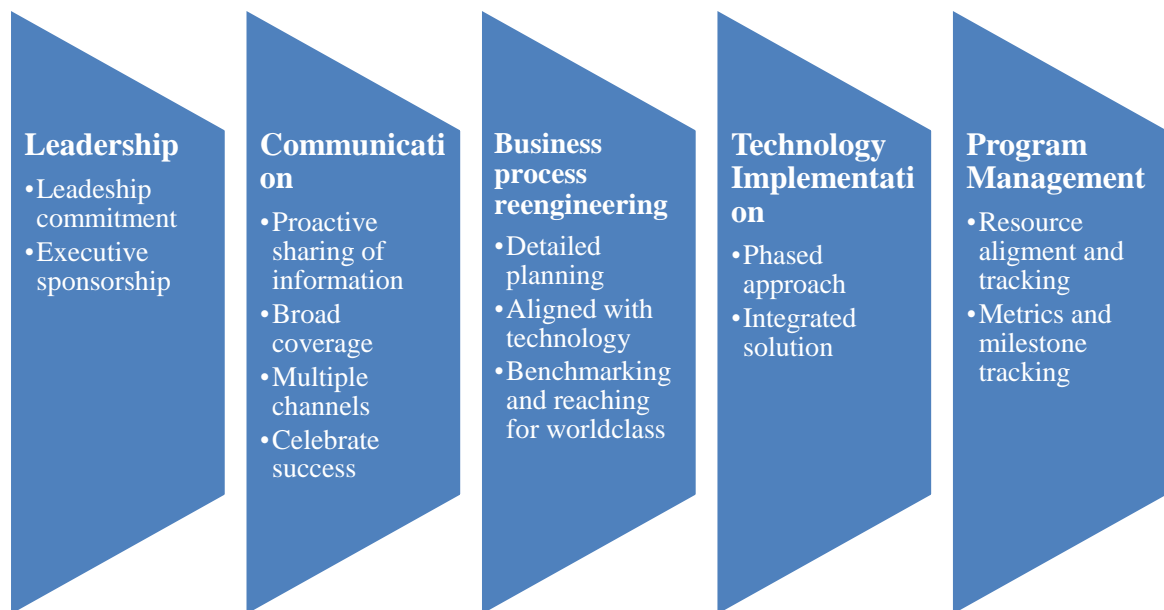 Leadership
•Leadeship
commitment
•Executive
sponsorship
Communicati
on
•Proactive
sharing of
information
•Broad
coverage
•Multiple
channels
•Celebrate
success
Business
process
reengineering
•Detailed
planning
•Aligned with
technology
•Benchmarking
and reaching
for worldclass
Technology
Implementati
on
•Phased
approach
•Integrated
solution
Program
Management
•Resource
aligment and
tracking
•Metrics and
milestone
tracking